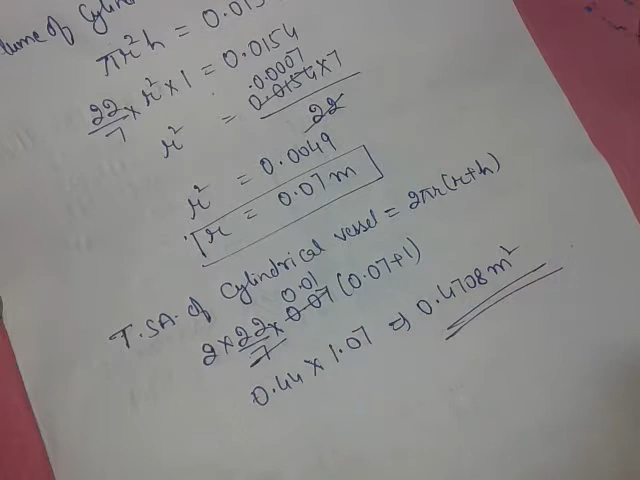 of Cylin
πr²h = 0.015
22/7 × r² × 1 = 0.0154
.0007
r² = 0.0154 × 7 / 22
r² = 0.0049
r = 0.07 m
T.SA. of Cylindrical vessel = 2πr(r+h)
0.01
2 × 22/7 × 0.07 (0.07+1)
0.44 × 1.07 ⇒ 0.4708 m²